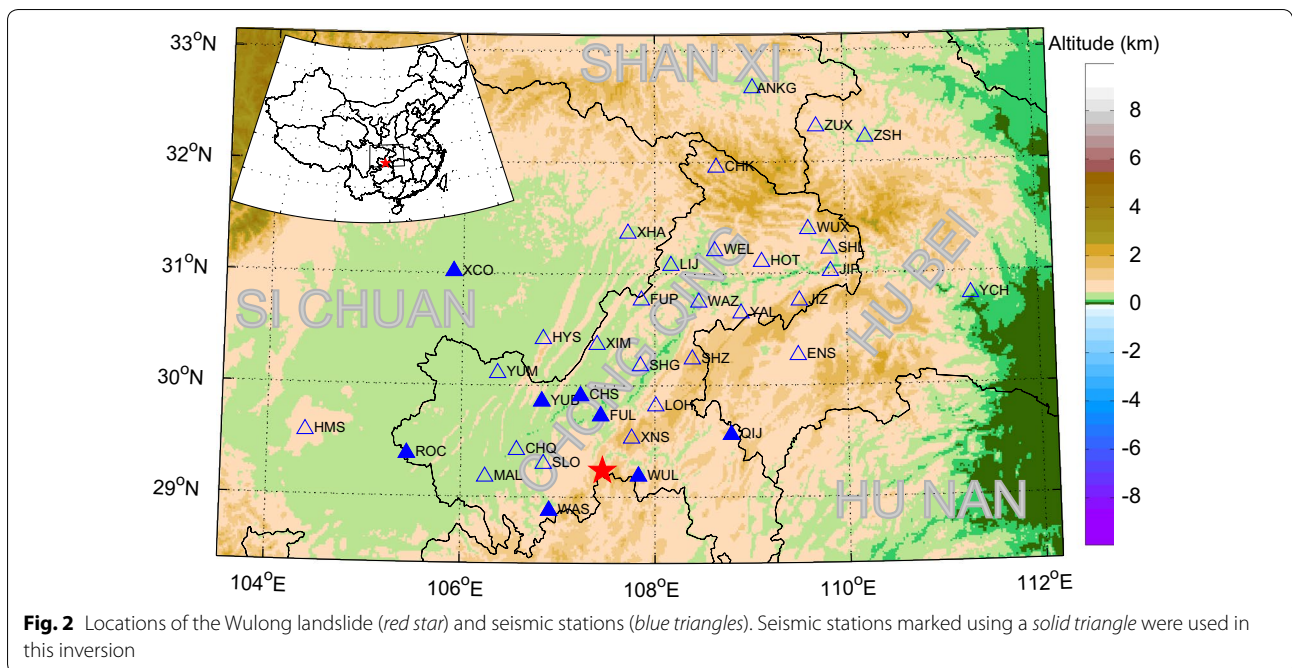 33°N
SHAN XI
Altitude (km)
ANKG
8
ZUX
ZSH
6
32°N
CHK
4
WUX
XHA
SHL
WEL
2
31°N
XCO
LIJ
HOT
JIP
YCH
FUP
WAZ
JIZ
0
SI CHUAN
CHONG QING
HU BEI
YAL
HYS
XIM
-2
ENS
SHZ
30°N
YUM
SHG
-4
YUB
CHS
LOH
FUL
HMS
XNS
QIJ
-6
ROC
CHQ
SLO
MAL
WUL
29°N
HU NAN
-8
WAS
104°E
106°E
108°E
110°E
112°E
Fig. 2 Locations of the Wulong landslide (red star) and seismic stations (blue triangles). Seismic stations marked using a solid triangle were used in
this inversion